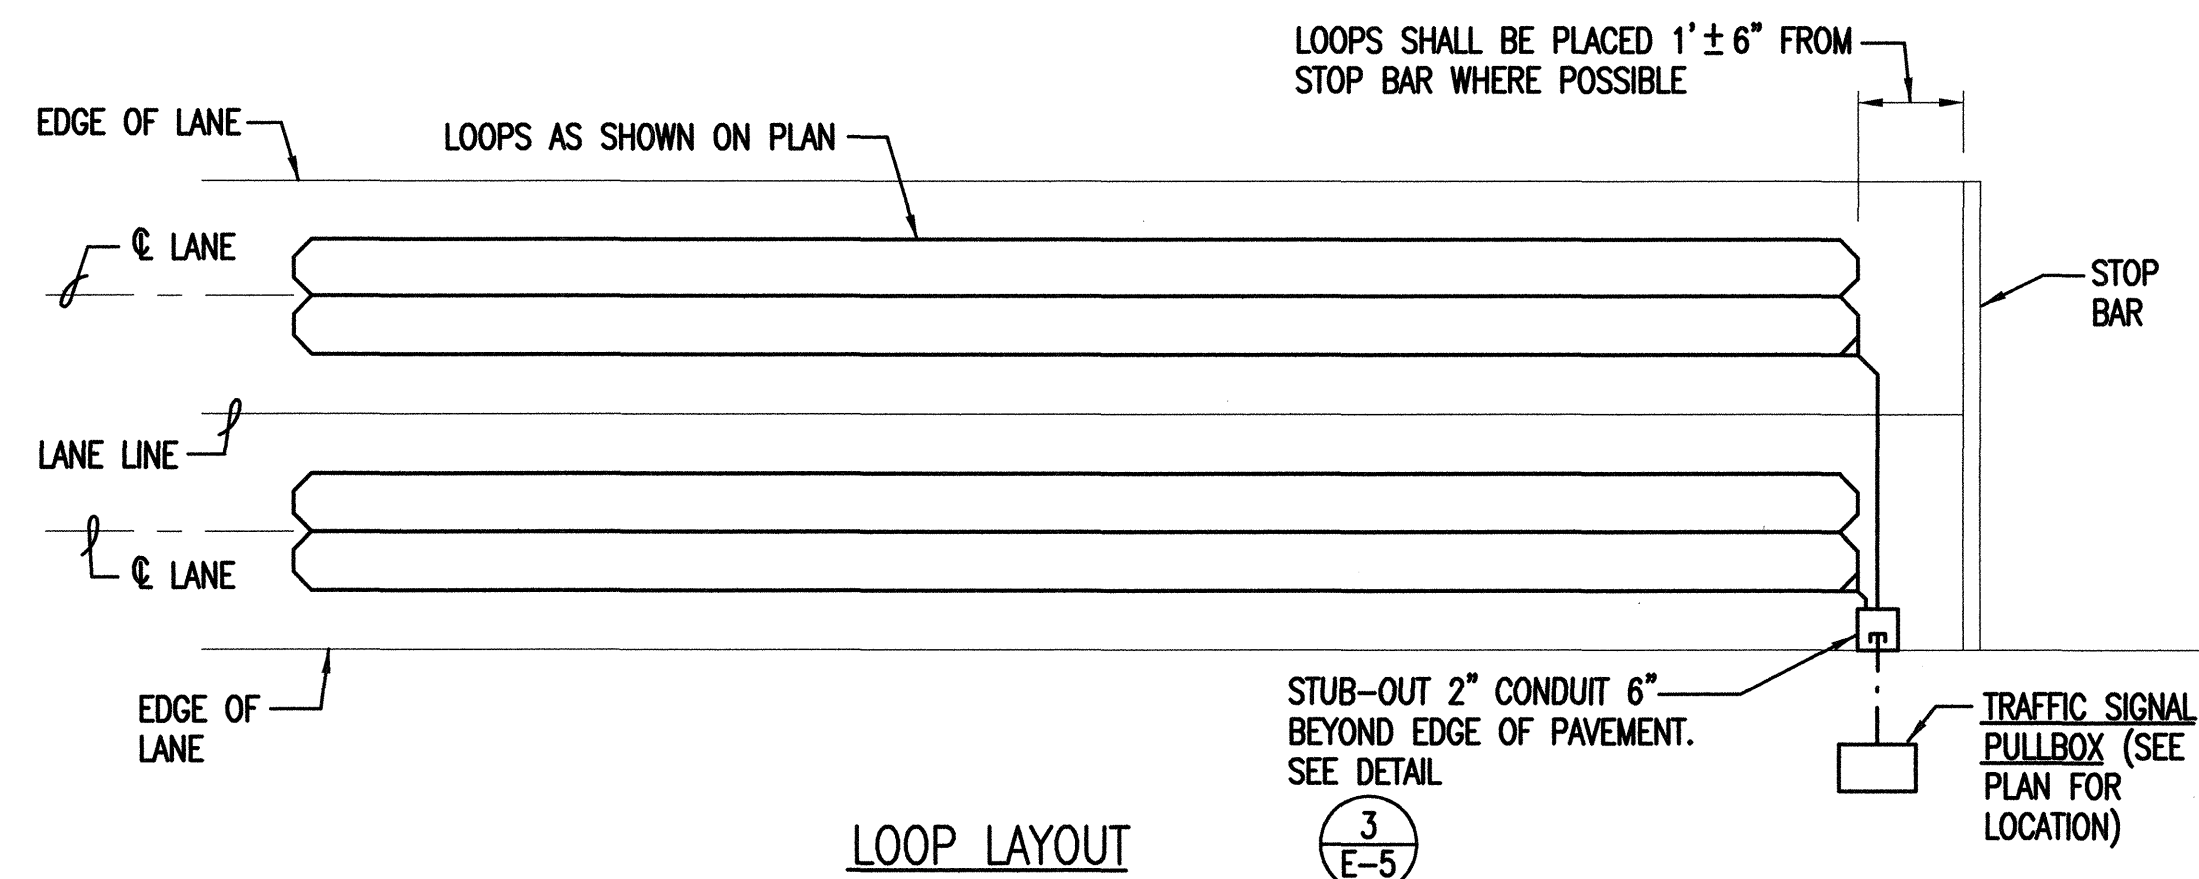 LOOPS SHALL BE PLACED 1'±6" FROM
STOP BAR WHERE POSSIBLE
EDGE OF LANE
LOOPS AS SHOWN ON PLAN
℄ LANE
STOP
BAR
LANE LINE
℄ LANE
EDGE OF
LANE
STUB-OUT 2" CONDUIT 6"
BEYOND EDGE OF PAVEMENT.
SEE DETAIL
3
E-5
TRAFFIC SIGNAL
PULLBOX (SEE
PLAN FOR
LOCATION)
LOOP LAYOUT